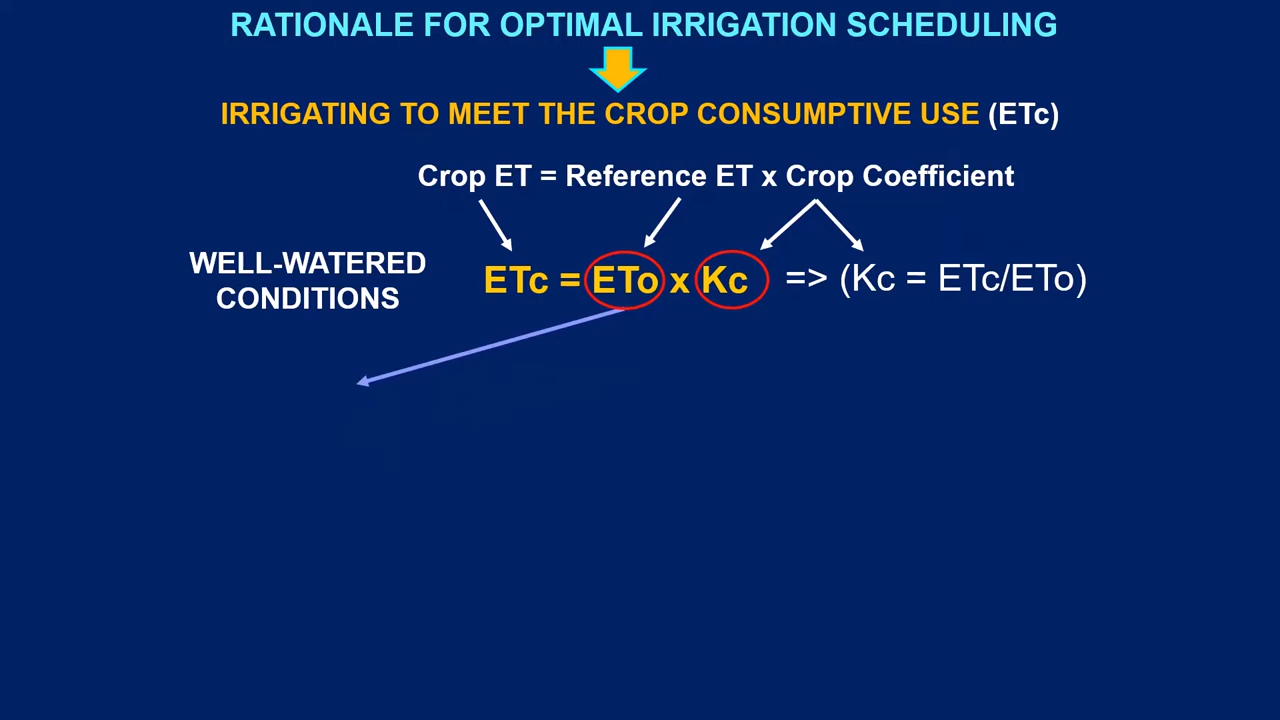 RATIONALE FOR OPTIMAL IRRIGATION SCHEDULING
IRRIGATING TO MEET THE CROP CONSUMPTIVE USE (ETc)
Crop ET = Reference ET x Crop Coefficient
WELL-WATERED
CONDITIONS
ETc = ETo x Kc => (Kc = ETc/ETo)